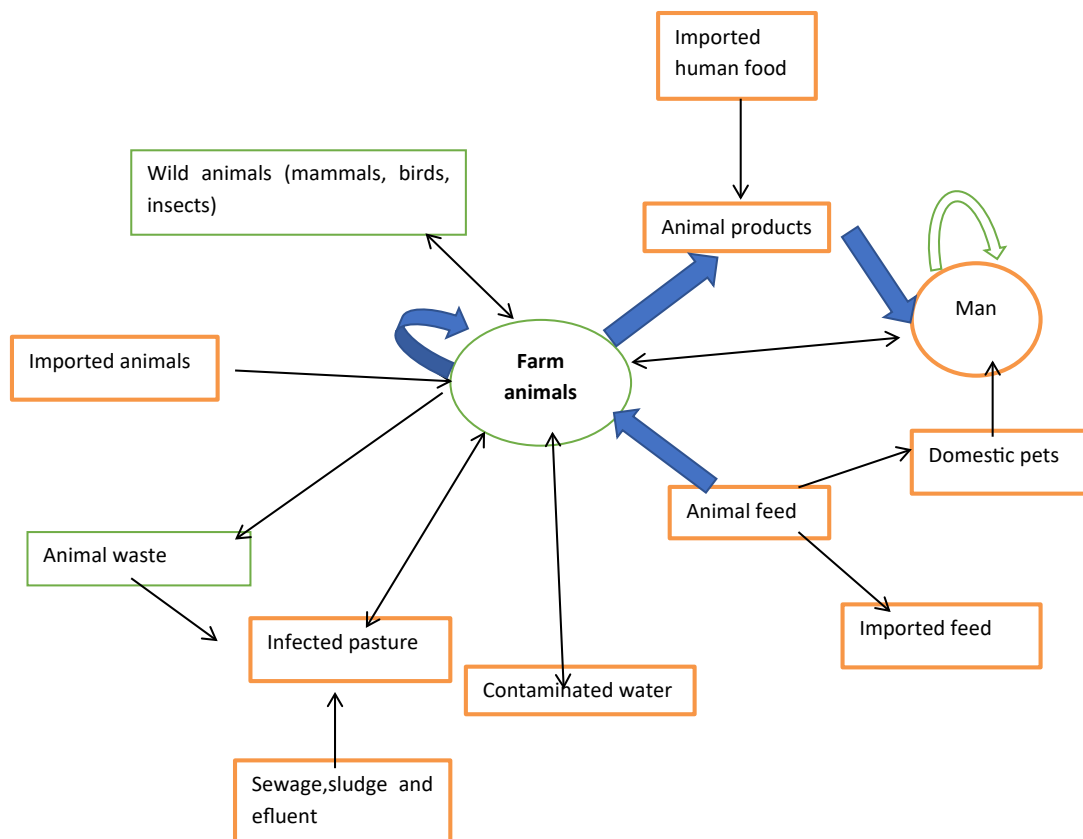 Imported
human food
Wild animals (mammals, birds,
insects)
Animal products
Man
Imported animals
Farm
animals
Domestic pets
Animal feed
Animal waste
Infected pasture
Imported feed
Contaminated water
Sewage,sludge and
efluent